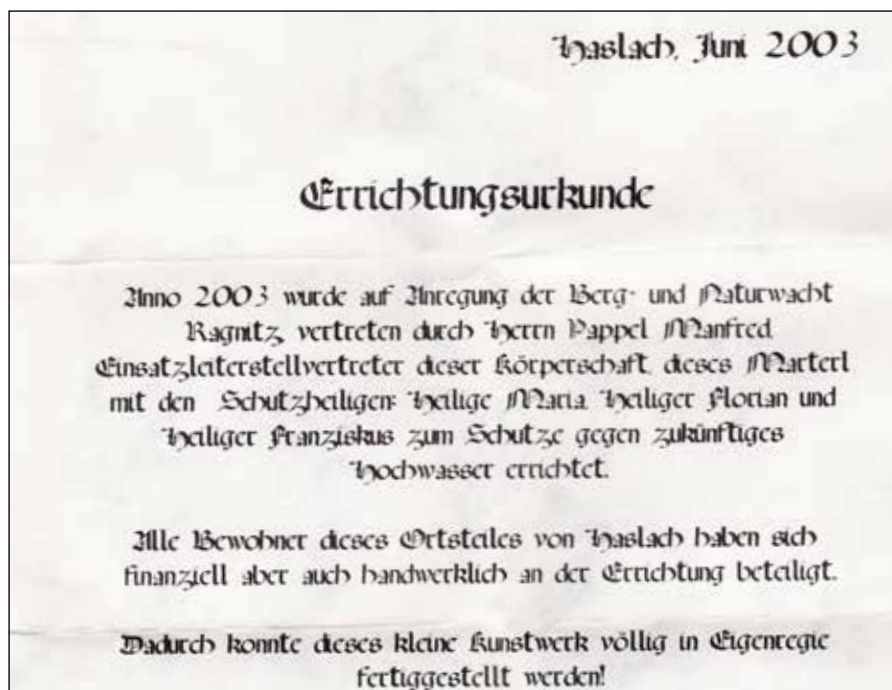 Haslach, Juni 2003
Errichtungsurkunde
Anno 2003 wurde auf Anregung der Berg- und Naturwacht
Ragnitz, vertreten durch Herrn Pappel Manfred
Einsatzleiterstellvertreter dieser Körperschaft, dieses Marterl
mit den Schutzheiligen: Heilige Maria, Heiliger Florian und
Heiliger Franziskus zum Schutze gegen zukünftiges
Hochwasser errichtet.
Alle Bewohner dieses Ortsteiles von Haslach haben sich
finanziell aber auch handwerklich an der Errichtung beteiligt.
Dadurch konnte dieses kleine Kunstwerk völlig in Eigenregie
fertiggestellt werden!